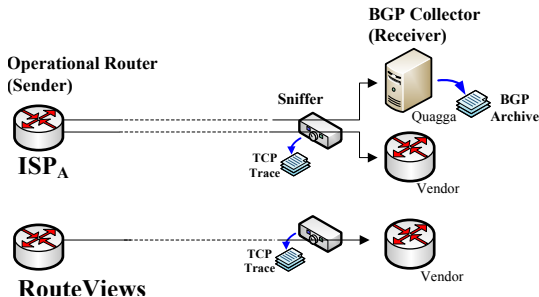 BGP Collector
(Receiver)
Operational Router
(Sender)
Sniffer
Quagga
BGP
Archive
ISPA
TCP
Trace
Vendor
TCP
Trace
Vendor
RouteViews